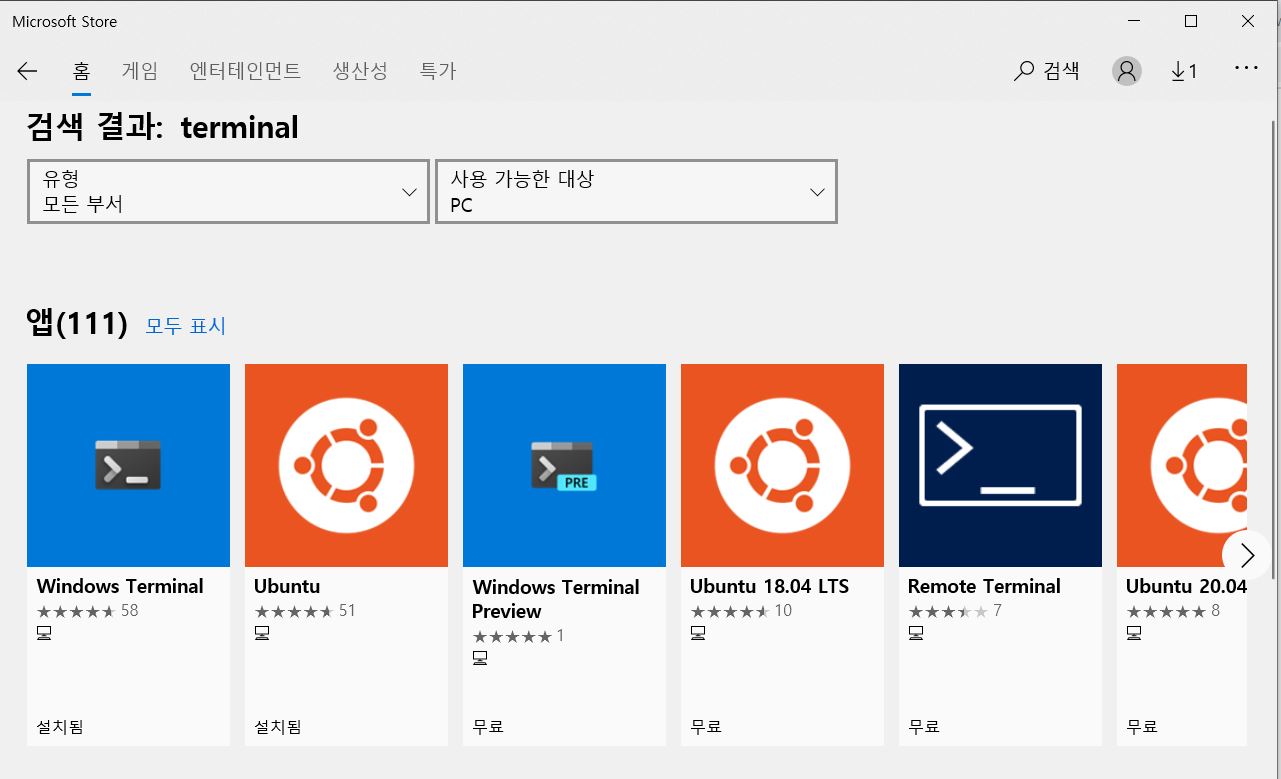 Microsoft Store
홈 게임 엔터테인먼트 생산성 특가 검색 1
검색 결과: terminal
유형
모든 부서
사용 가능한 대상
PC
앱(111) 모두 표시
PRE
Windows Terminal
58
설치됨
Ubuntu
51
설치됨
Windows Terminal
Preview
1
무료
Ubuntu 18.04 LTS
10
무료
Remote Terminal
7
무료
Ubuntu 20.04
8
무료